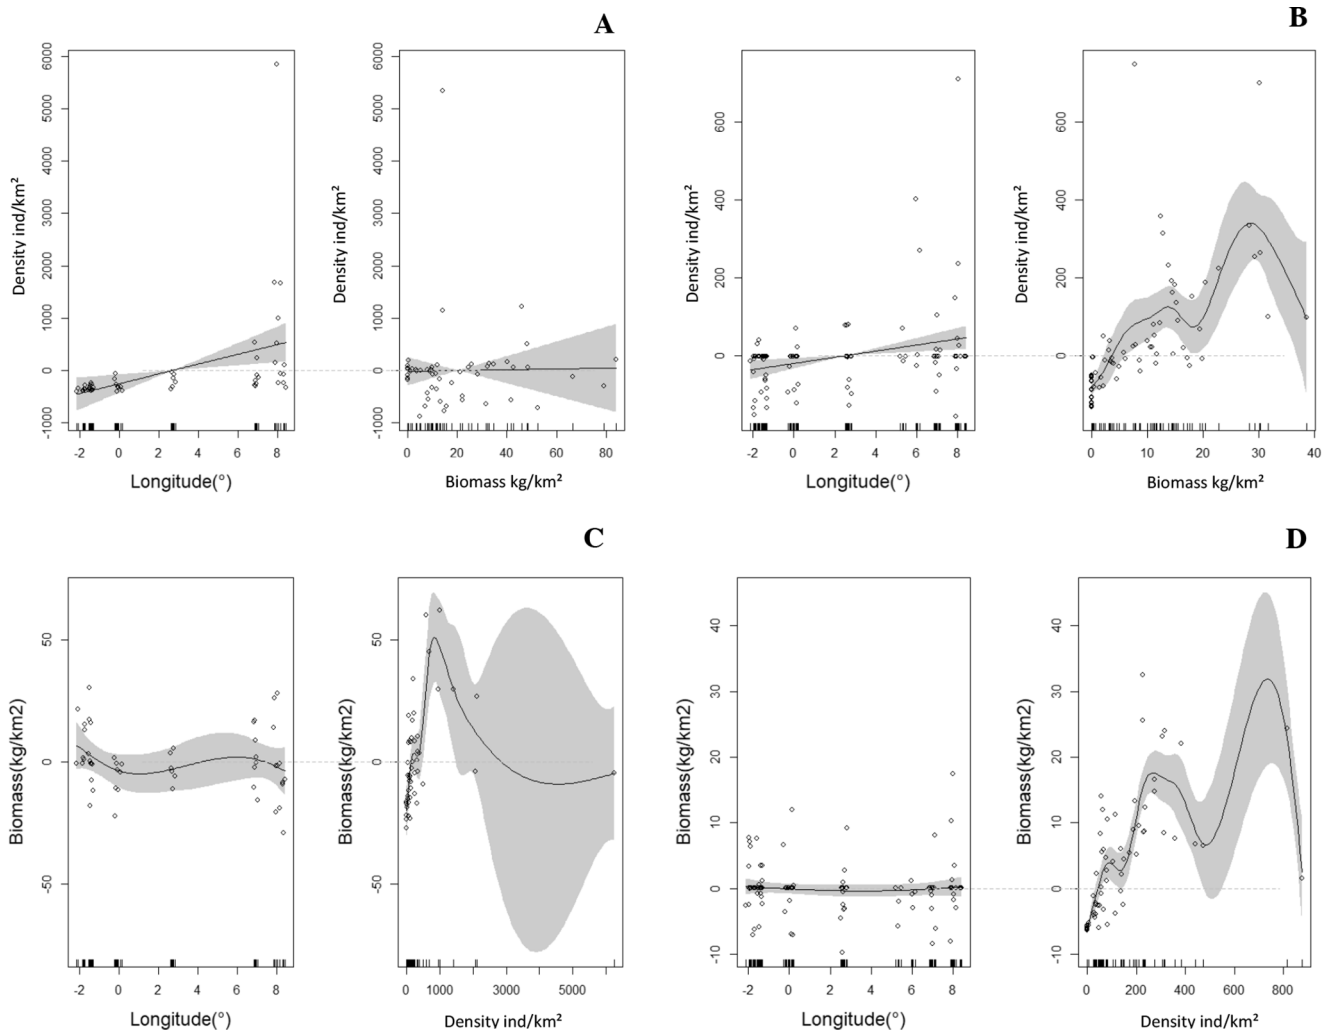 A
B
6000
5000
4000
3000
2000
1000
0
-1000
Density ind/km²
-2 0 2 4 6 8
Longitude(°)
6000
5000
4000
3000
2000
1000
0
-1000
Density ind/km²
0 20 40 60 80
Biomass kg/km²
600
400
200
0
Density ind/km²
-2 0 2 4 6 8
Longitude(°)
600
400
200
0
Density ind/km²
0 10 20 30 40
Biomass kg/km²
C
D
50
0
-50
Biomass(kg/km2)
-2 0 2 4 6 8
Longitude(°)
50
0
-50
Biomass(kg/km2)
0 1000 3000 5000
Density ind/km²
40
30
20
10
0
-10
Biomass(kg/km2)
-2 0 2 4 6 8
Longitude(°)
40
30
20
10
0
-10
Biomass(kg/km2)
0 200 400 600 800
Density ind/km²